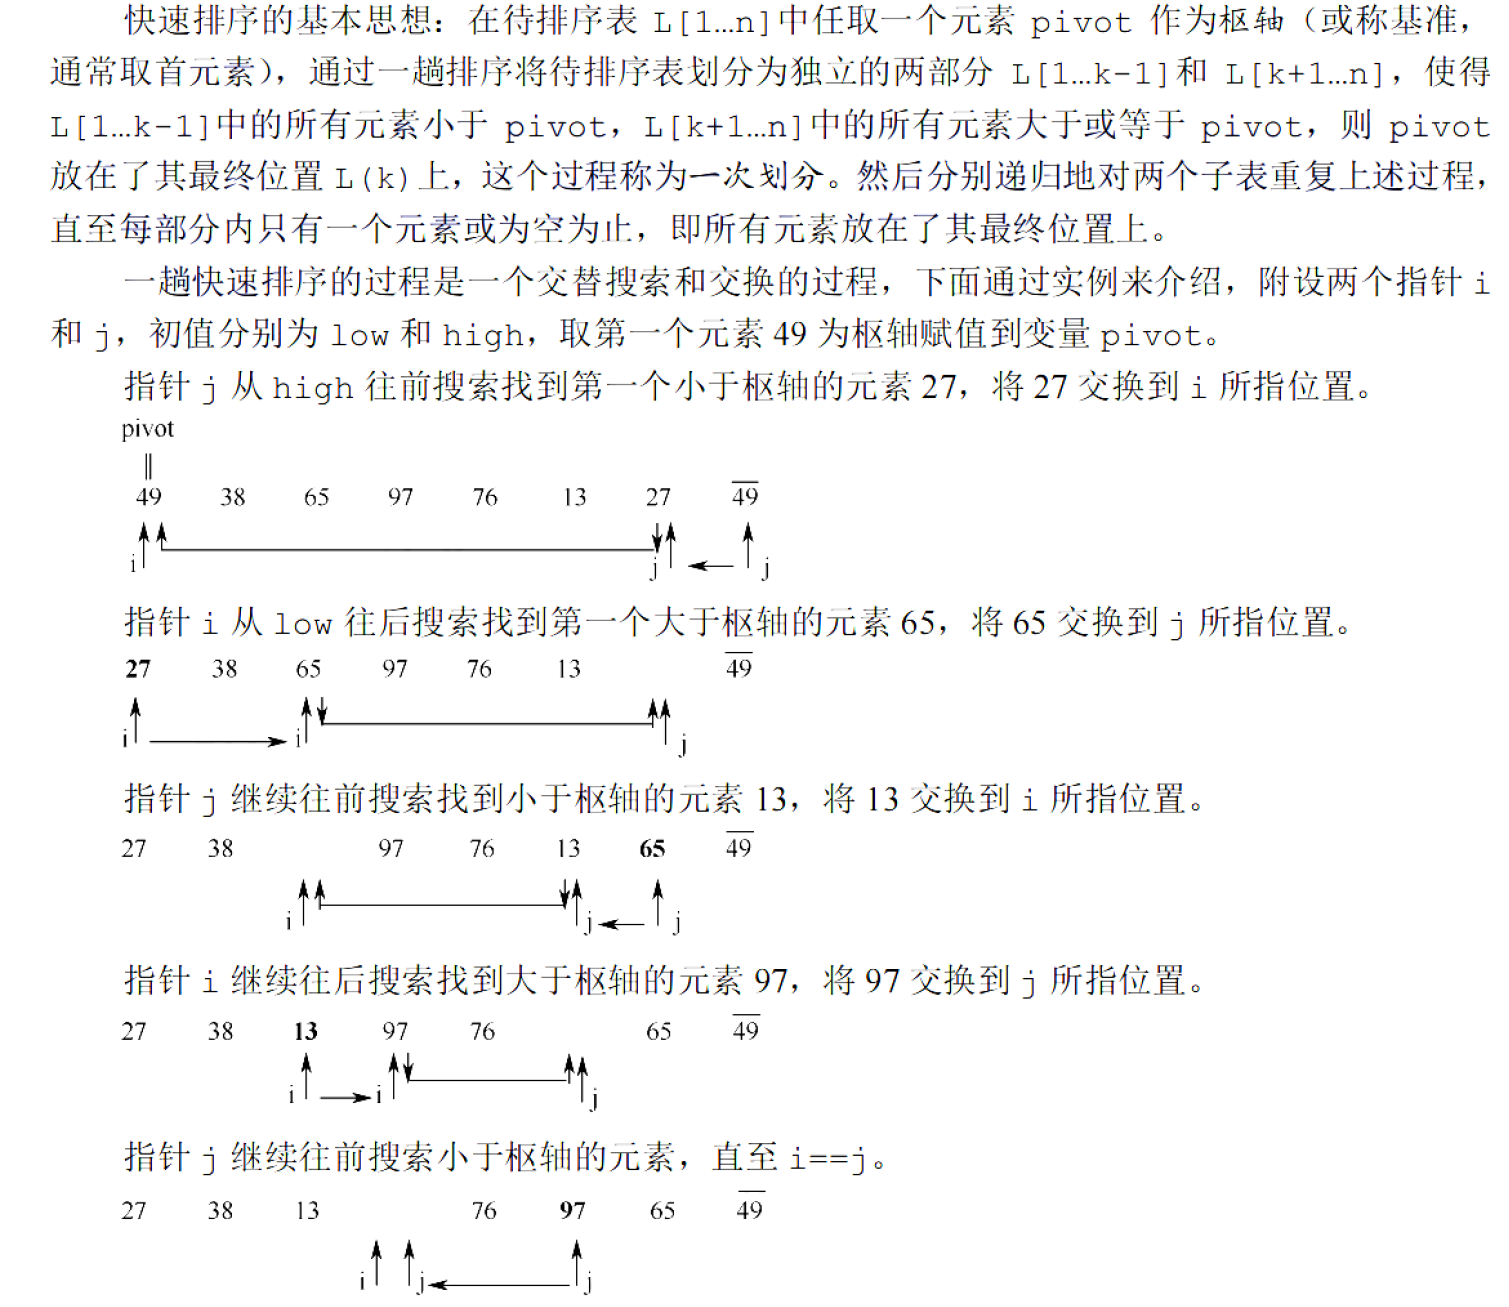 快速排序的基本思想：在待排序表 L[1…n]中任取一个元素 pivot 作为枢轴（或称基准，
通常取首元素），通过一趟排序将待排序表划分为独立的两部分 L[1…k-1]和 L[k+1…n]，使得
L[1…k-1]中的所有元素小于 pivot，L[k+1…n]中的所有元素大于或等于 pivot，则 pivot
放在了其最终位置 L(k)上，这个过程称为一次划分。然后分别递归地对两个子表重复上述过程，
直至每部分内只有一个元素或为空为止，即所有元素放在了其最终位置上。
一趟快速排序的过程是一个交替搜索和交换的过程，下面通过实例来介绍，附设两个指针 i
和 j，初值分别为 low 和 high，取第一个元素 49 为枢轴赋值到变量 pivot。
指针 j 从 high 往前搜索找到第一个小于枢轴的元素 27，将 27 交换到 i 所指位置。
pivot
‖
49 38 65 97 76 13 27 4̅9̅
i j j
指针 i 从 low 往后搜索找到第一个大于枢轴的元素 65，将 65 交换到 j 所指位置。
27 38 65 97 76 13 4̅9̅
i i j
指针 j 继续往前搜索找到小于枢轴的元素 13，将 13 交换到 i 所指位置。
27 38 97 76 13 65 4̅9̅
i j j
指针 i 继续往后搜索找到大于枢轴的元素 97，将 97 交换到 j 所指位置。
27 38 13 97 76 65 4̅9̅
i i j
指针 j 继续往前搜索小于枢轴的元素，直至 i==j。
27 38 13 76 97 65 4̅9̅
i j j